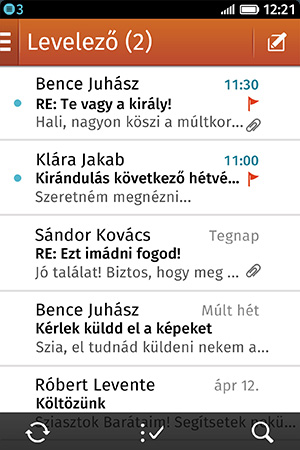 3 12:21
Levelező (2)
Bence Juhász 11:30
RE: Te vagy a király!
Hali, nagyon köszi a múltkor...
Klára Jakab 11:00
Kirándulás következő hétvé...
Szeretném megnézni...
Sándor Kovács Tegnap
RE: Ezt imádni fogod!
Jó találat! Biztos, hogy meg ...
Bence Juhász Múlt hét
Kérlek küldd el a képeket
Szia, el tudnád küldeni nekem a...
Róbert Levente ápr 12.
Költözünk
Sziasztok Barátaim! Segítsetek nekü...